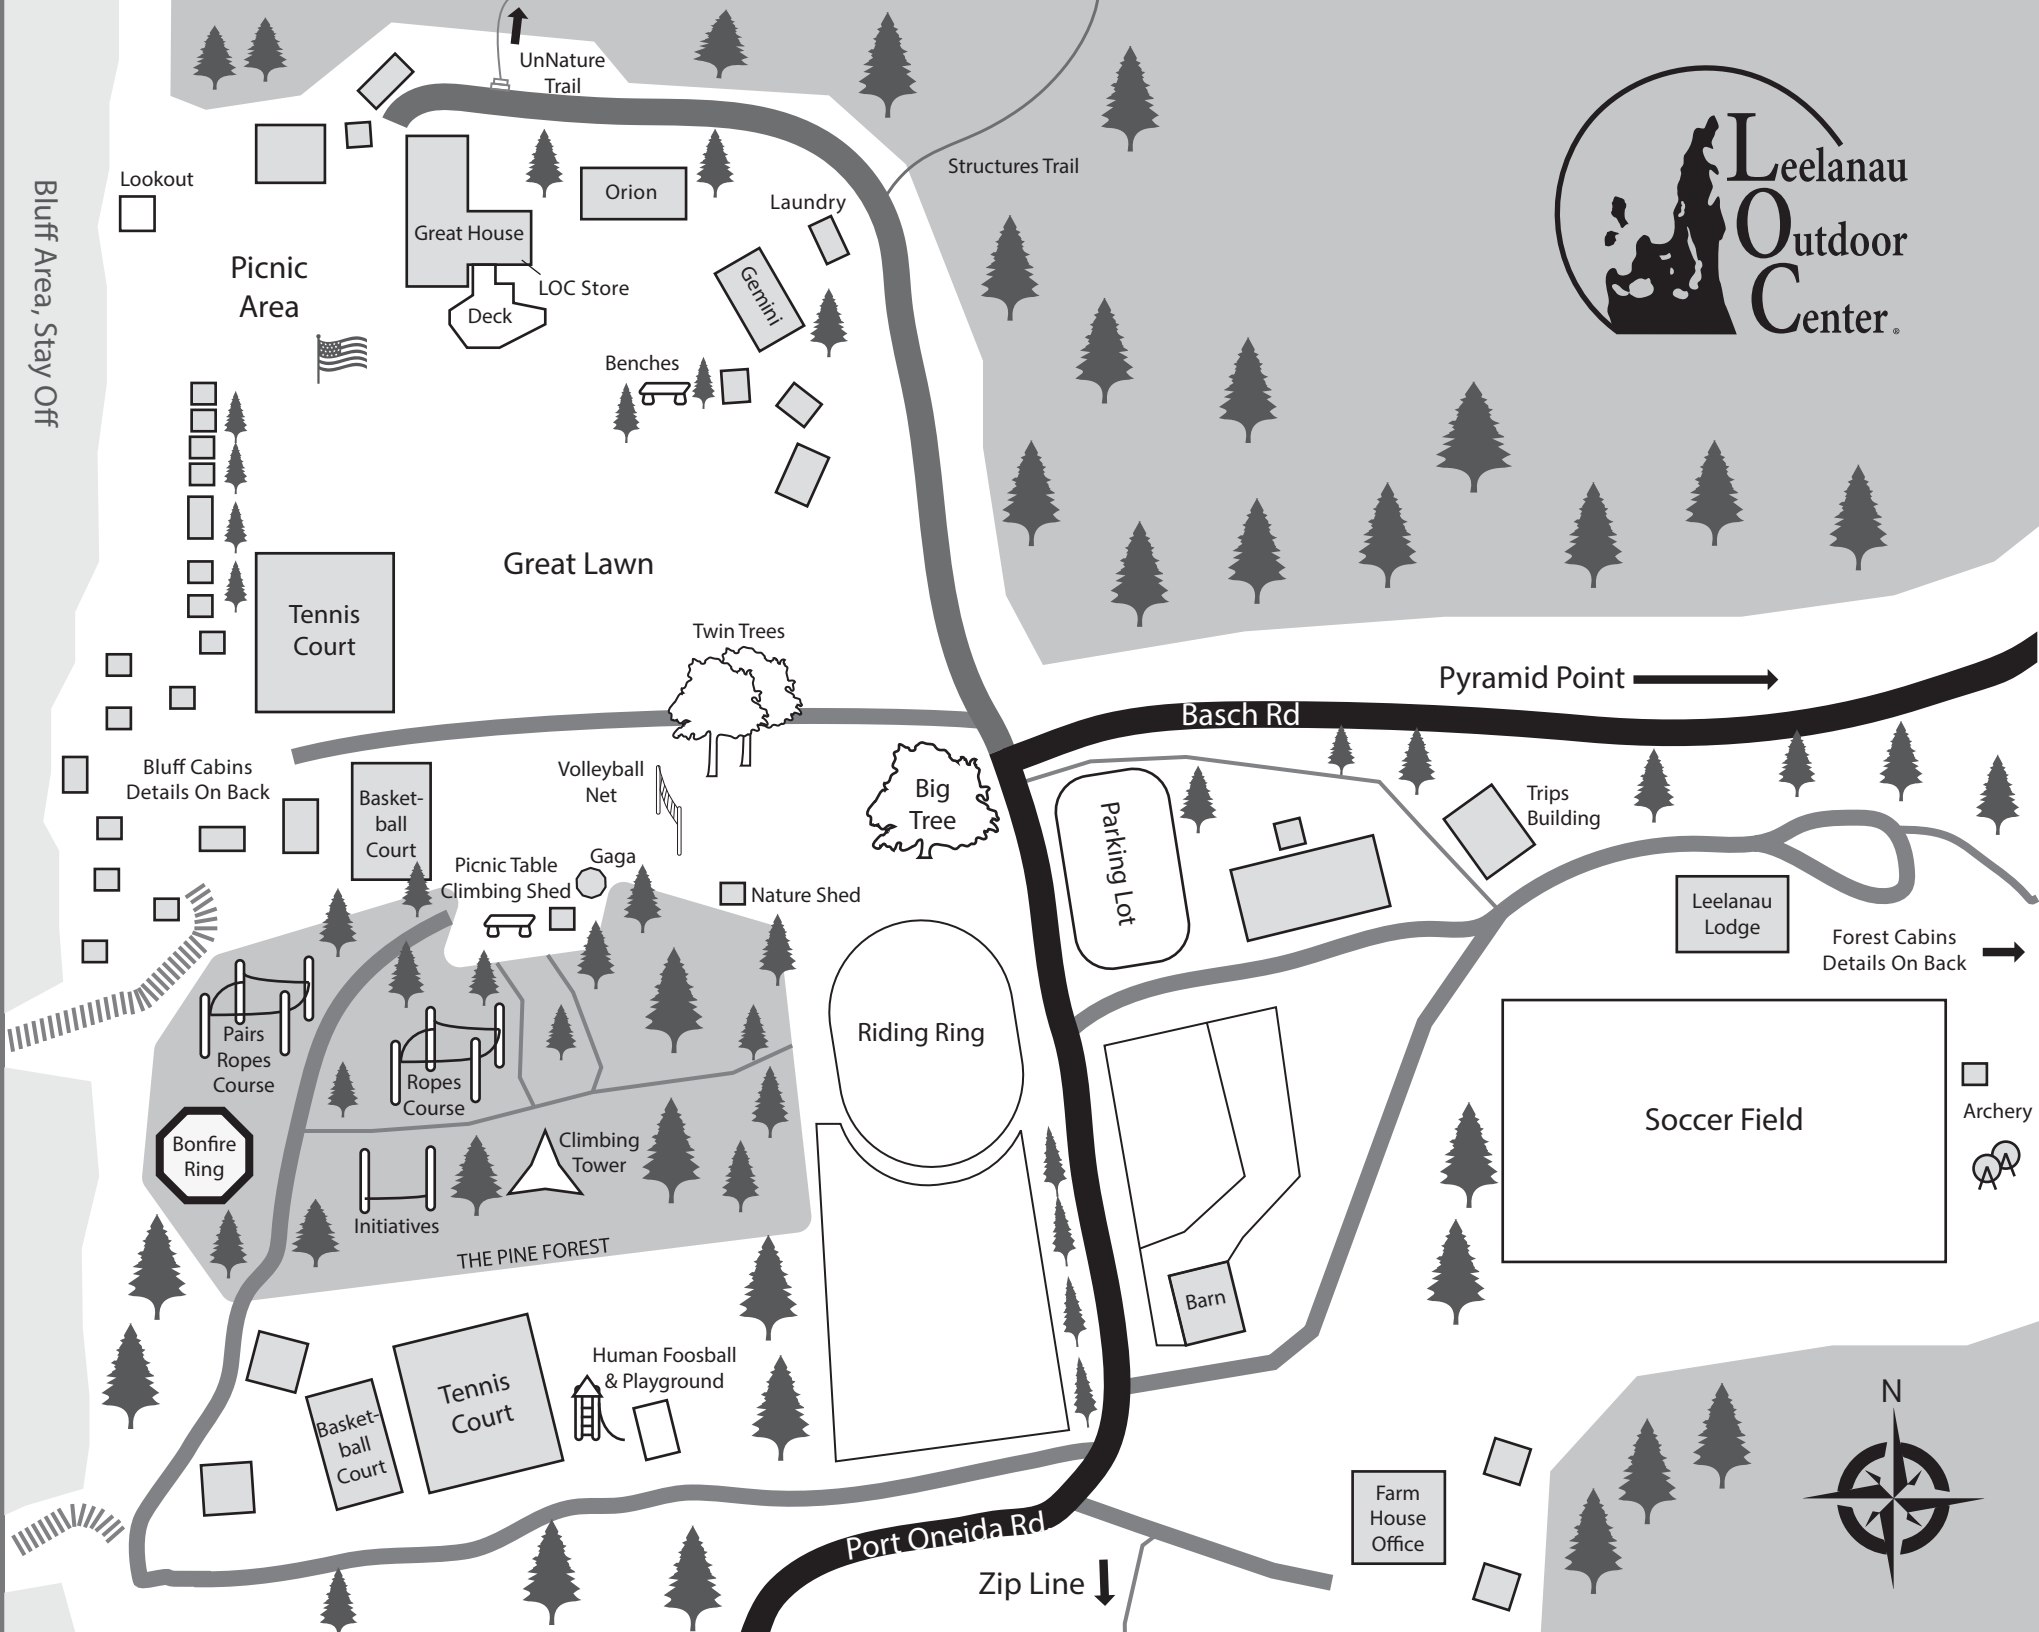 UnNature
Trail
Lookout
Bluff Area, Stay Off
Structures Trail
Orion
Laundry
Great House
Picnic
Area
LOC Store
Deck
Gemini
Benches
Leelanau
Outdoor
Center®
Great Lawn
Tennis
Court
Twin Trees
Pyramid Point
Basch Rd
Bluff Cabins
Details On Back
Basket-
ball
Court
Volleyball
Net
Big
Tree
Parking Lot
Trips
Building
Picnic Table
Climbing Shed
Gaga
Nature Shed
Leelanau
Lodge
Forest Cabins
Details On Back
Pairs
Ropes
Course
Ropes
Course
Riding Ring
Soccer Field
Archery
Bonfire
Ring
Climbing
Tower
Initiatives
THE PINE FOREST
Barn
Human Foosball
& Playground
Tennis
Court
Basket-
ball
Court
N
Farm
House
Office
Port Oneida Rd.
Zip Line